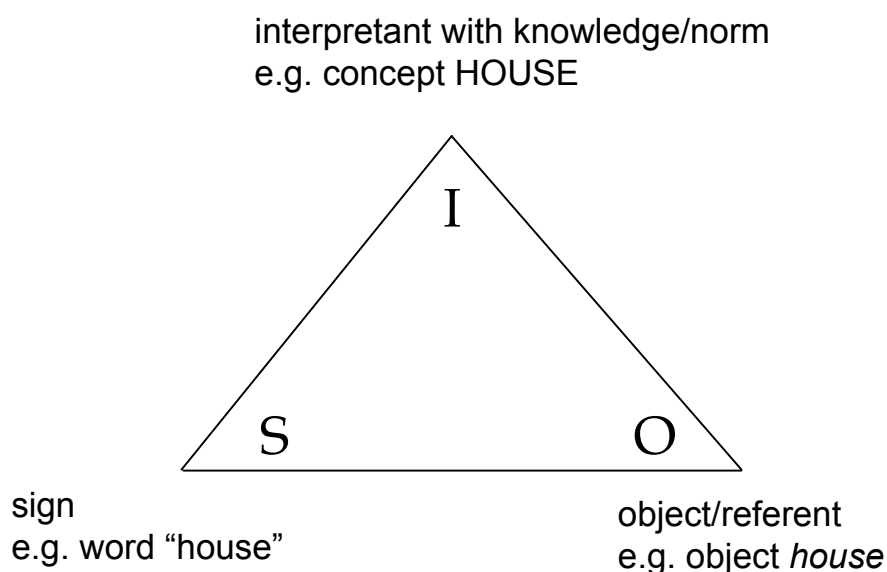 interpretant with knowledge/norm
e.g. concept HOUSE
I
S
O
sign
e.g. word “house”
object/referent
e.g. object house